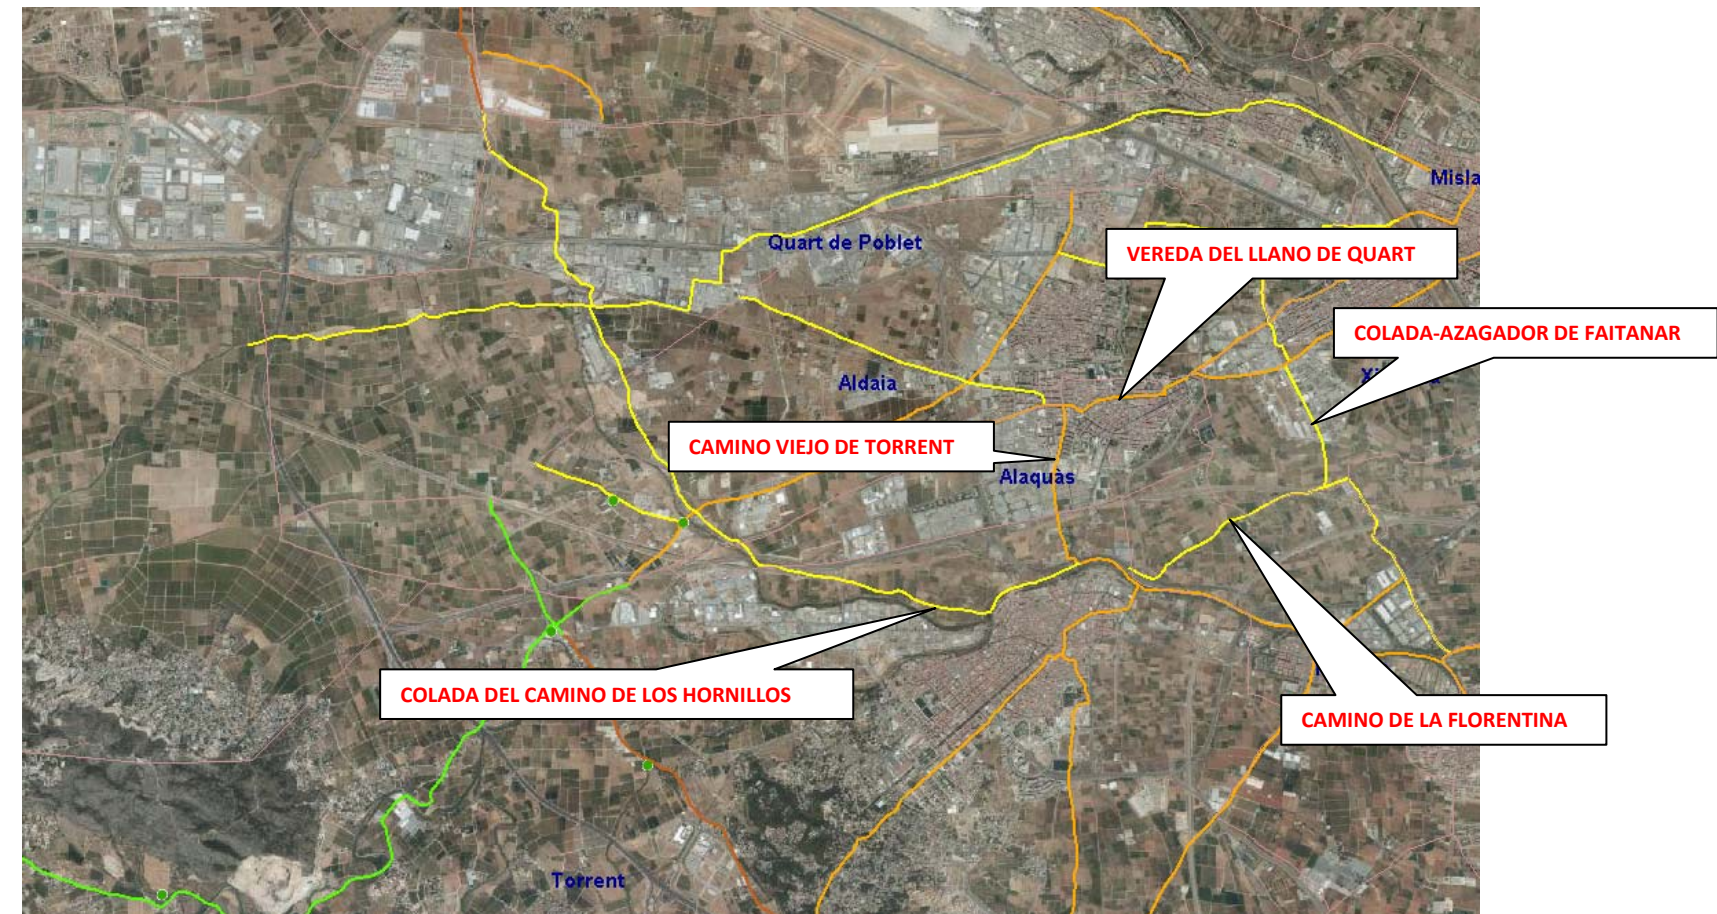 Misla
Quart de Poblet
VEREDA DEL LLANO DE QUART
COLADA-AZAGADOR DE FAITANAR
Aldaia
CAMINO VIEJO DE TORRENT
Alaquàs
COLADA DEL CAMINO DE LOS HORNILLOS
CAMINO DE LA FLORENTINA
Torrent